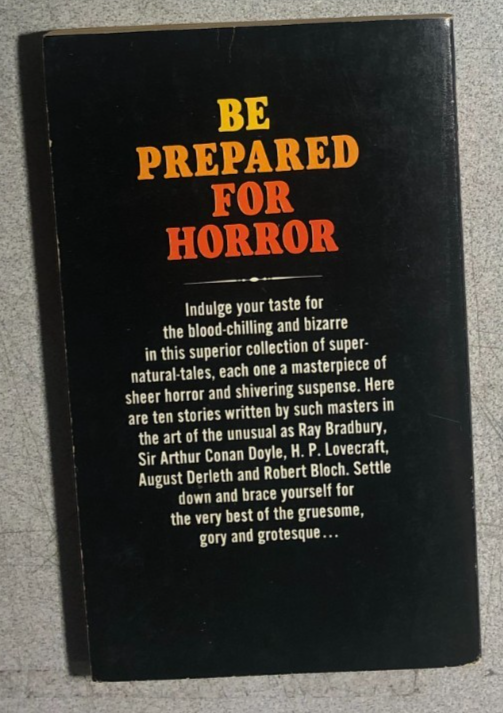 BE
PREPARED
FOR
HORROR
Indulge your taste for
the blood-chilling and bizarre
in this superior collection of super-
natural-tales, each one a masterpiece of
sheer horror and shivering suspense. Here
are ten stories written by such masters in
the art of the unusual as Ray Bradbury,
Sir Arthur Conan Doyle, H. P. Lovecraft,
August Derleth and Robert Bloch. Settle
down and brace yourself for
the very best of the gruesome,
gory and grotesque...